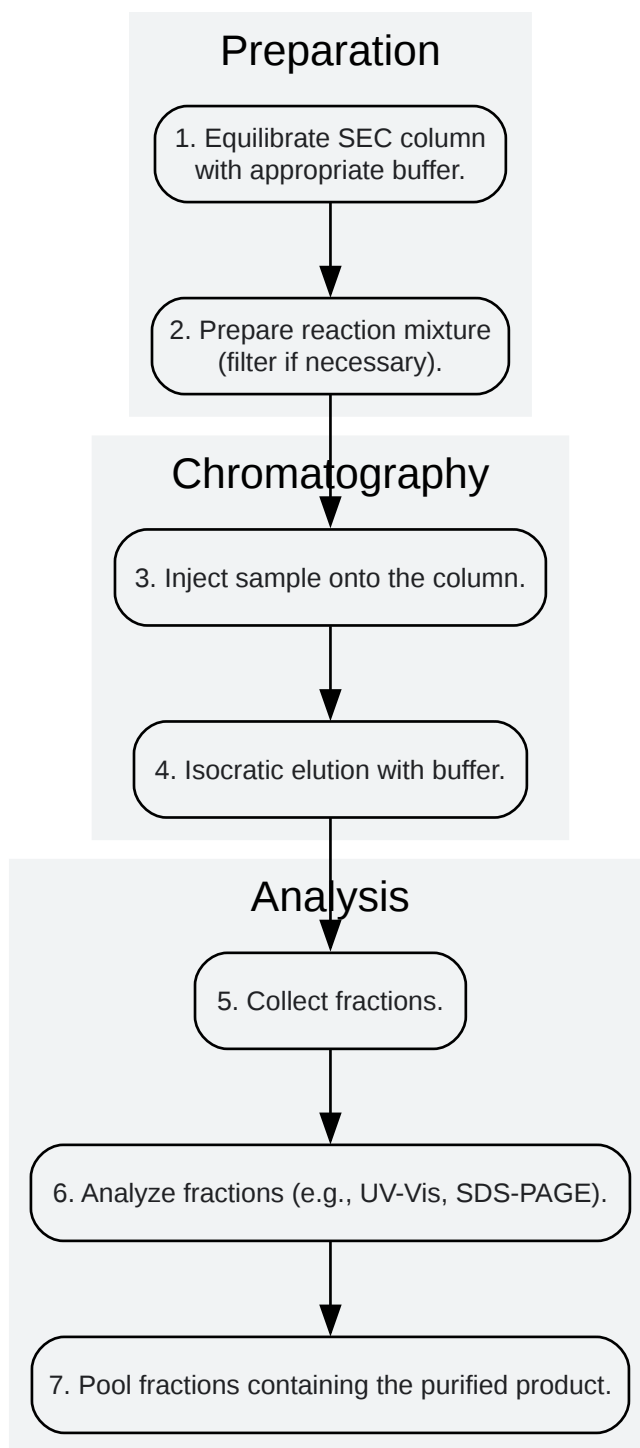 Preparation
1. Equilibrate SEC column
with appropriate buffer.
2. Prepare reaction mixture
(filter if necessary).
Chromatography
3. Inject sample onto the column.
4. Isocratic elution with buffer.
Analysis
5. Collect fractions.
6. Analyze fractions (e.g., UV-Vis, SDS-PAGE).
7. Pool fractions containing the purified product.